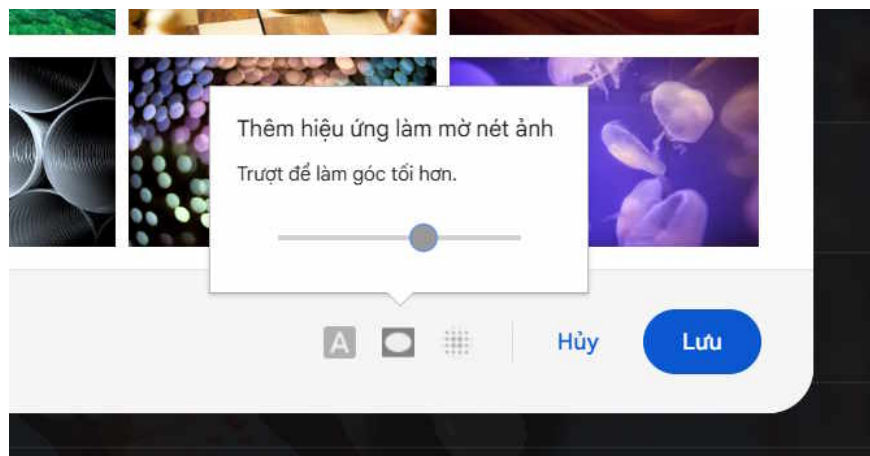 Thêm hiệu ứng làm mờ nét ảnh
Trượt để làm góc tối hơn.
A
Hủy
Lưu